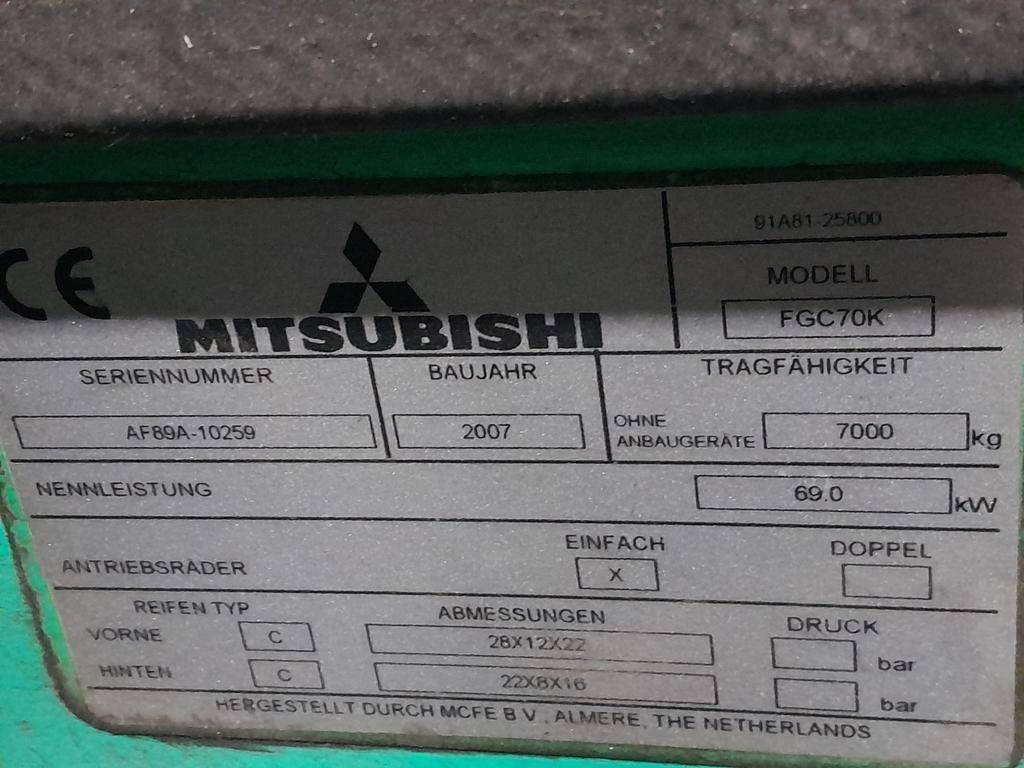 CE
91A81-25800
MODELL
FGC70K
MITSUBISHI
SERIENNUMMER BAUJAHR TRAGFÄHIGKEIT
AF89A-10259 2007 OHNE ANBAUGERÄTE 7000 kg
NENNLEISTUNG 69.0 kW
ANTRIEBSRÄDER EINFACH X DOPPEL
REIFEN TYP ABMESSUNGEN DRUCK
VORNE C 28X12X22 bar
HINTEN C 22X8X16 bar
HERGESTELLT DURCH MCFE B V , ALMERE, THE NETHERLANDS